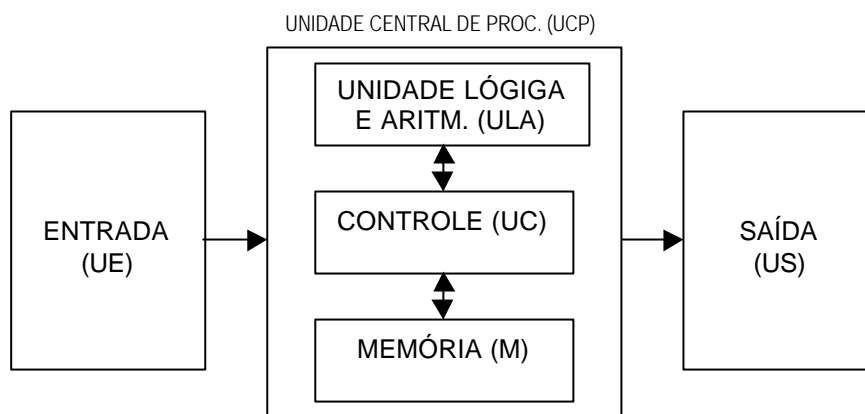 UNIDADE CENTRAL DE PROC. (UCP)
UNIDADE LÓGIGA
E ARITM. (ULA)
ENTRADA
(UE)
CONTROLE (UC)
SAÍDA
(US)
MEMÓRIA (M)